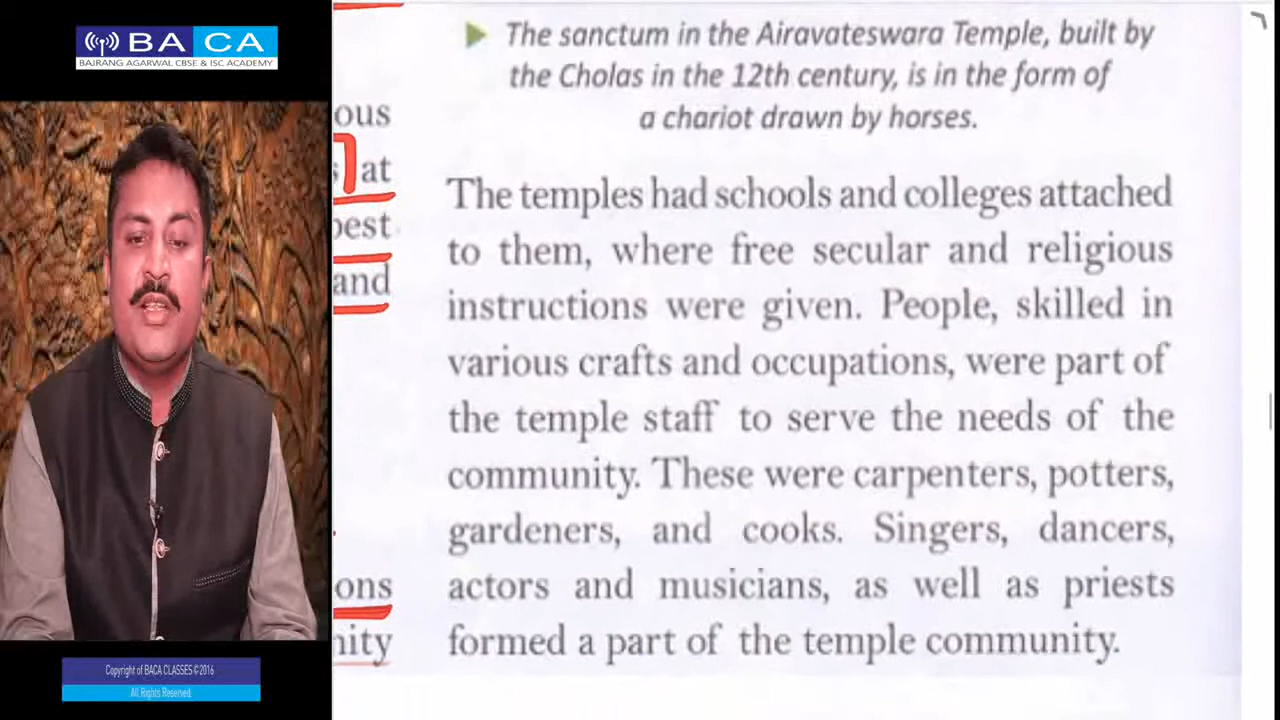 BACA
BAJRANG AGARWAL CBSE & ISC ACADEMY
ous
at
and
ons
nity
The sanctum in the Airavateswara Temple, built by
the Cholas in the 12th century, is in the form of
a chariot drawn by horses.
The temples had schools and colleges attached
to them, where free secular and religious
instructions were given. People, skilled in
various crafts and occupations, were part of
the temple staff to serve the needs of the
community. These were carpenters, potters,
gardeners, and cooks. Singers, dancers,
actors and musicians, as well as priests
formed a part of the temple community.
Copyright of BACA CLASSES ©2016
All Rights Reserved.